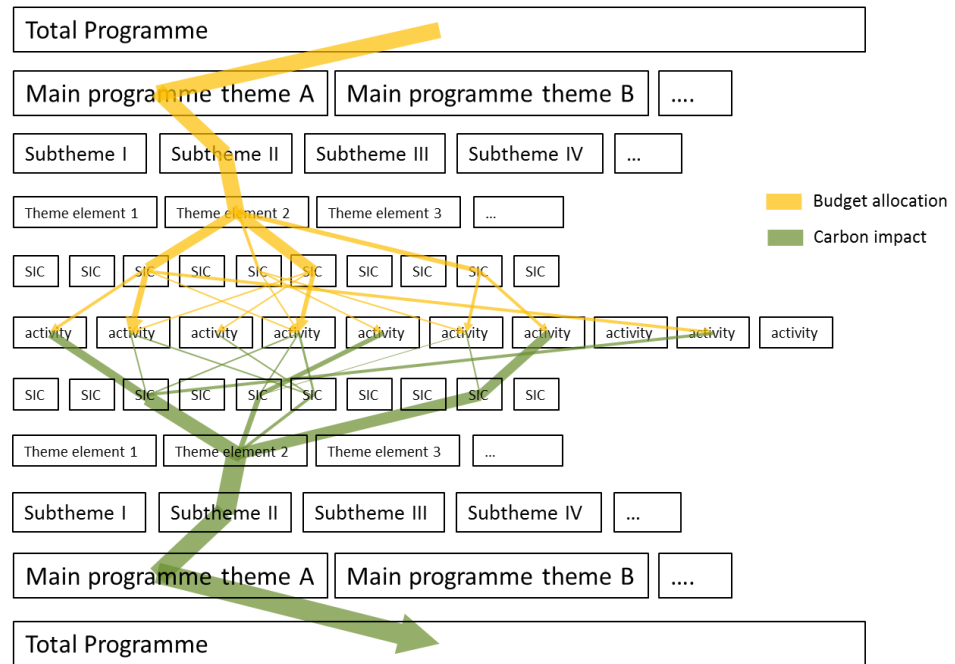 Total Programme
Main programme theme A Main programme theme B ....
Subtheme I Subtheme II Subtheme III Subtheme IV ...
Theme element 1 Theme element 2 Theme element 3 ...
Budget allocation
Carbon impact
SIC SIC SIC SIC SIC SIC SIC SIC SIC SIC
activity activity activity activity activity activity activity activity activity activity
SIC SIC SIC SIC SIC SIC SIC SIC SIC SIC
Theme element 1 Theme element 2 Theme element 3 ...
Subtheme I Subtheme II Subtheme III Subtheme IV ...
Main programme theme A Main programme theme B ....
Total Programme